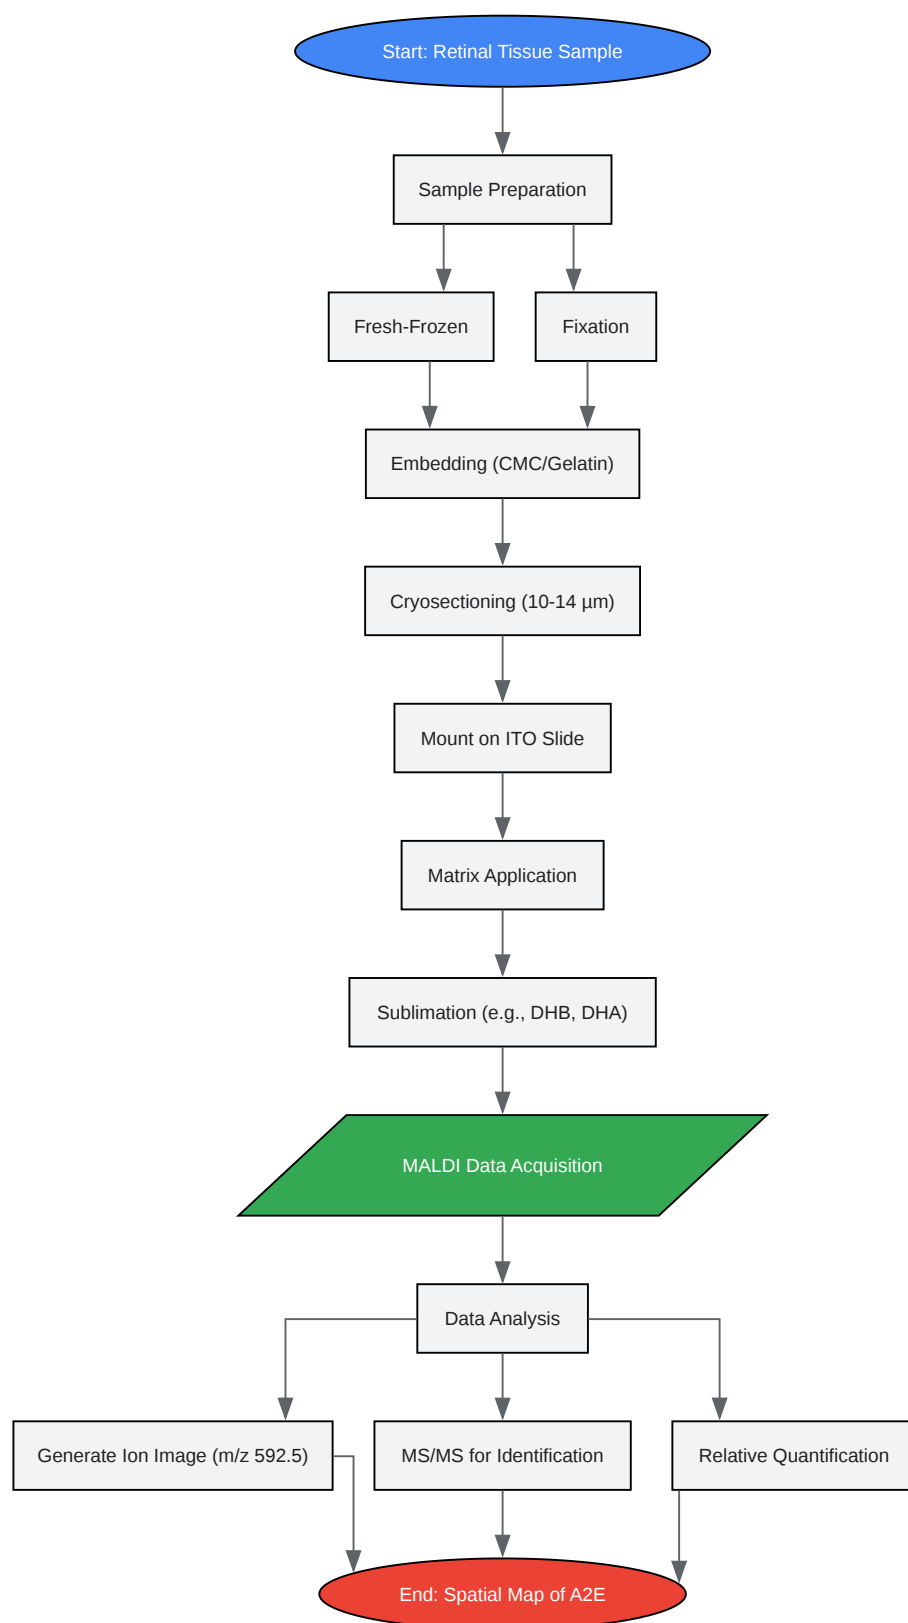 Start: Retinal Tissue Sample
Sample Preparation
Fresh-Frozen
Fixation
Embedding (CMC/Gelatin)
Cryosectioning (10-14 µm)
Mount on ITO Slide
Matrix Application
Sublimation (e.g., DHB, DHA)
MALDI Data Acquisition
Data Analysis
Generate Ion Image (m/z 592.5)
MS/MS for Identification
Relative Quantification
End: Spatial Map of A2E